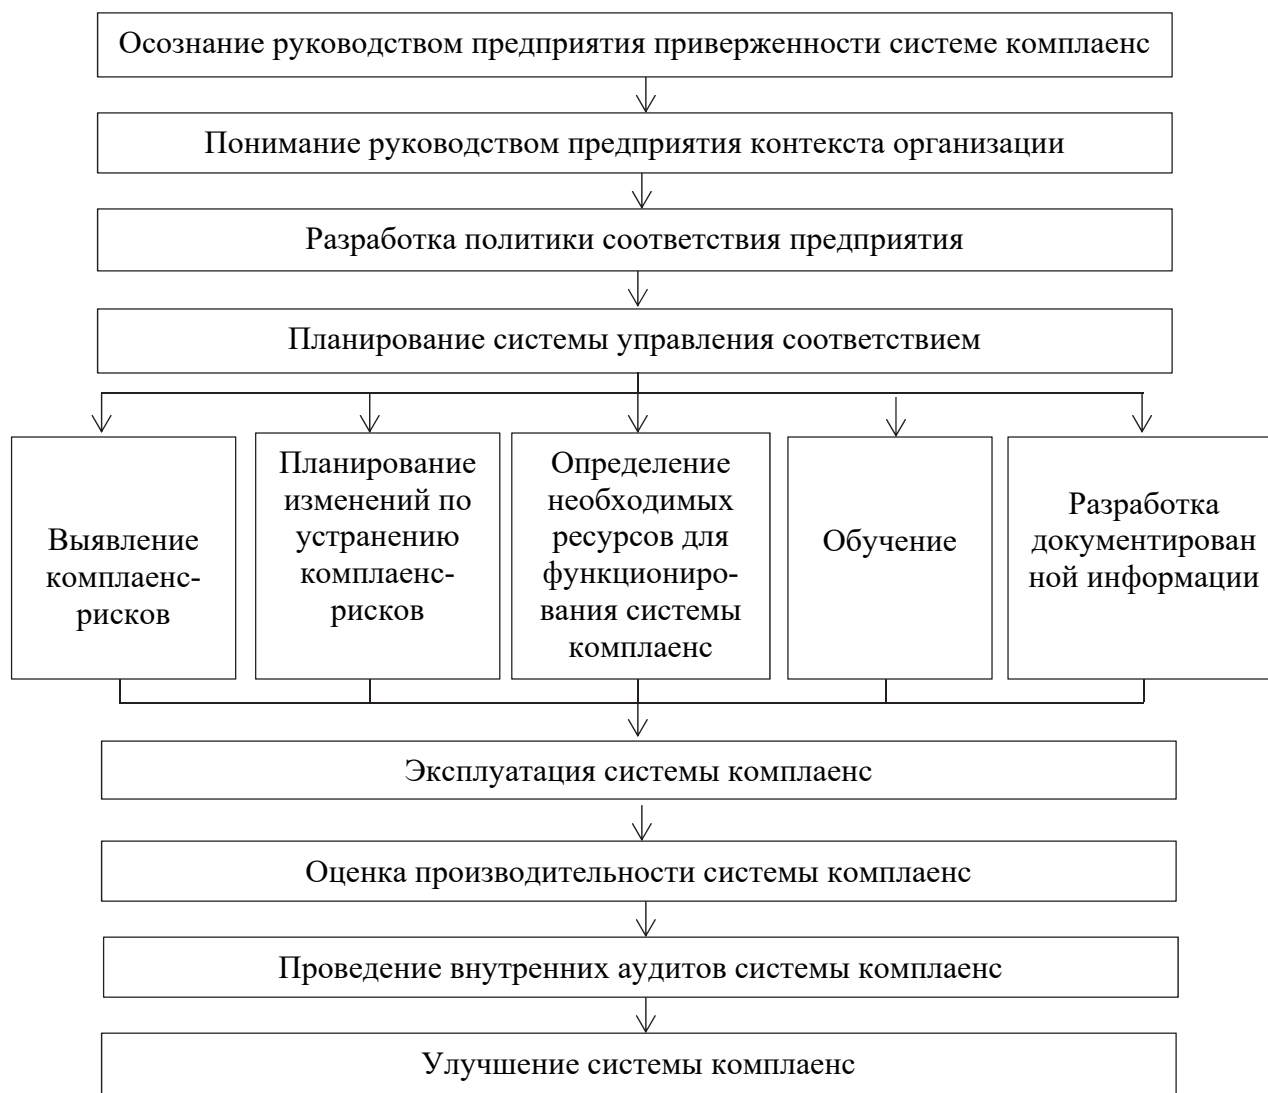 Осознание руководством предприятия приверженности системе комплаенс
Понимание руководством предприятия контекста организации
Разработка политики соответствия предприятия
Планирование системы управления соответствием
Выявление
комплаенс-
рисков
Планирование
изменений по
устранению
комплаенс-
рисков
Определение
необходимых
ресурсов для
функциониро-
вания системы
комплаенс
Обучение
Разработка
документирован
ной информации
Эксплуатация системы комплаенс
Оценка производительности системы комплаенс
Проведение внутренних аудитов системы комплаенс
Улучшение системы комплаенс